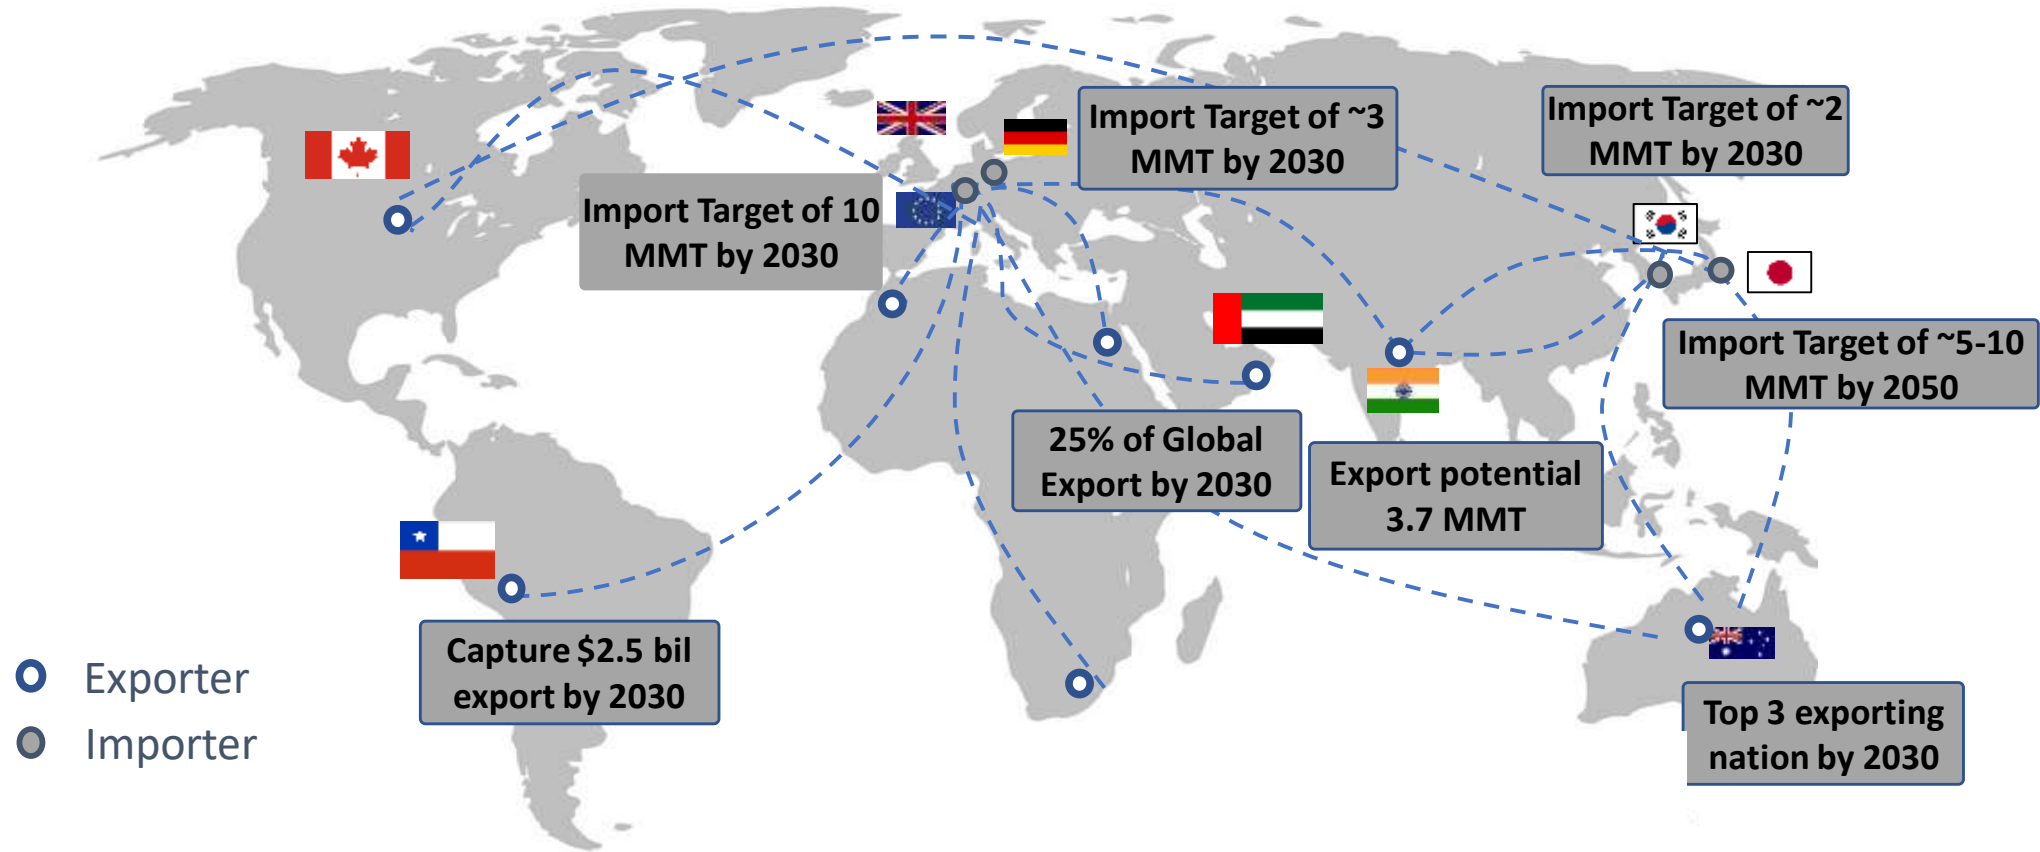 Import Target of ~3
MMT by 2030
Import Target of ~2
MMT by 2030
Import Target of 10
MMT by 2030
Import Target of ~5-10
MMT by 2050
25% of Global
Export by 2030
Export potential
3.7 MMT
Capture $2.5 bil
export by 2030
Top 3 exporting
nation by 2030
Exporter
Importer